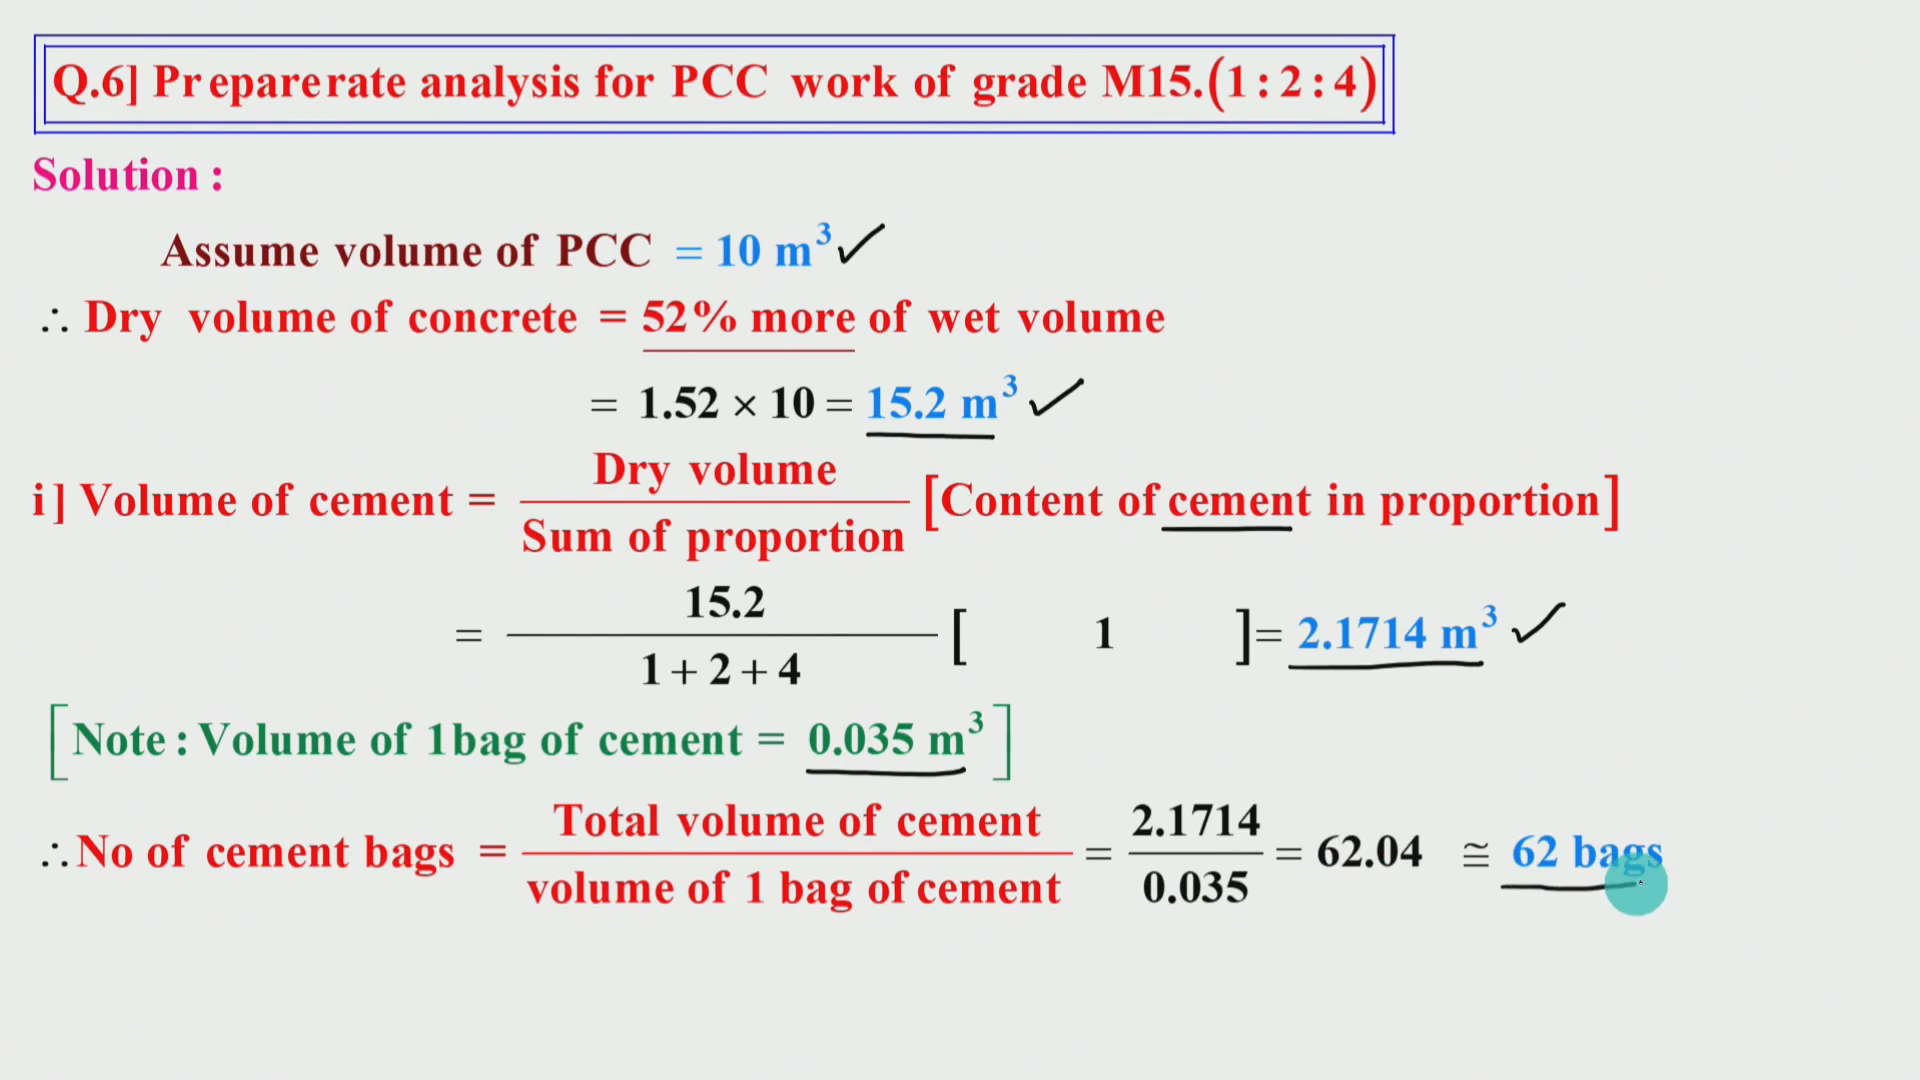 Q.6] Preparerate analysis for PCC work of grade M15.(1 : 2 : 4)
Solution :
Assume volume of PCC = 10 m³ ✓
∴ Dry volume of concrete = 52% more of wet volume
= 1.52 × 10 = 15.2 m³ ✓
i] Volume of cement = Dry volume / Sum of proportion [Content of cement in proportion]
= 15.2 / 1 + 2 + 4 [ 1 ] = 2.1714 m³ ✓
[Note : Volume of 1bag of cement = 0.035 m³]
∴ No of cement bags = Total volume of cement / volume of 1 bag of cement = 2.1714 / 0.035 = 62.04 ≅ 62 bags